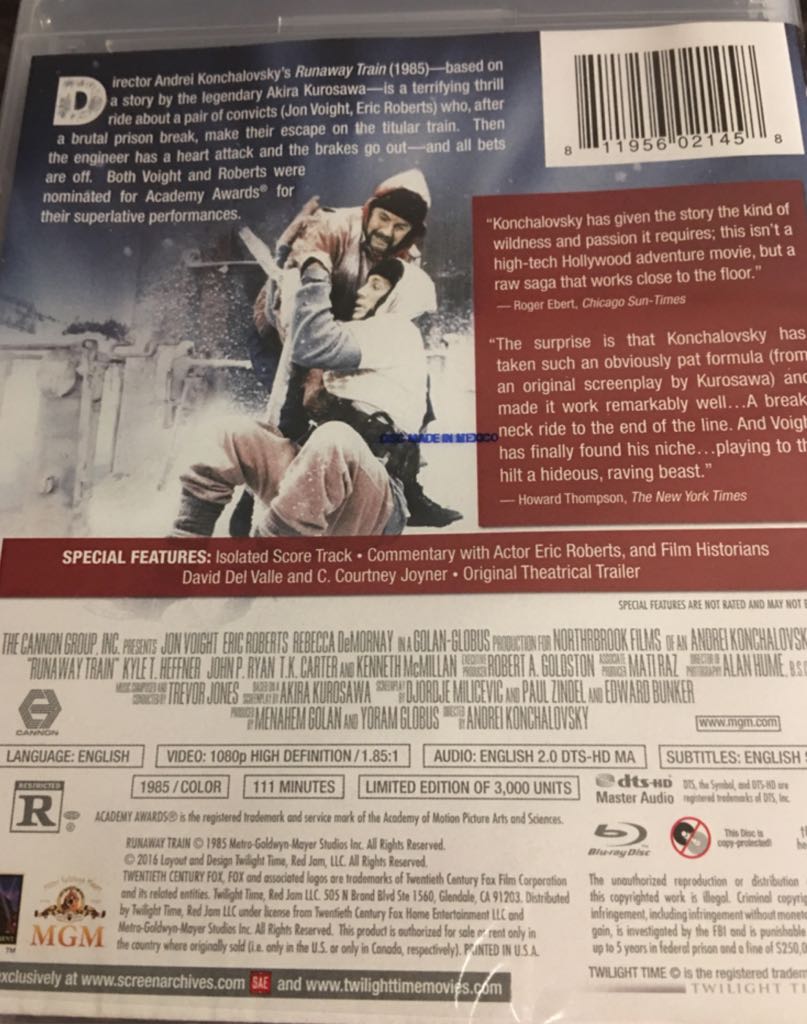 Director Andrei Konchalovsky's Runaway Train (1985)—based on
a story by the legendary Akira Kurosawa—is a terrifying thrill
ride about a pair of convicts (Jon Voight, Eric Roberts) who, after
a brutal prison break, make their escape on the titular train. Then
the engineer has a heart attack and the brakes go out—and all bets
are off. Both Voight and Roberts were
nominated for Academy Awards® for
their superlative performances.
8 11956 02145 8
"Konchalovsky has given the story the kind of
wildness and passion it requires; this isn't a
high-tech Hollywood adventure movie, but a
raw saga that works close to the floor."
— Roger Ebert, Chicago Sun-Times
"The surprise is that Konchalovsky has
taken such an obviously pat formula (from
an original screenplay by Kurosawa) and
made it work remarkably well...A break
neck ride to the end of the line. And Voigh
has finally found his niche...playing to th
hilt a hideous, raving beast."
— Howard Thompson, The New York Times
DISC MADE IN MEXICO
SPECIAL FEATURES: Isolated Score Track • Commentary with Actor Eric Roberts, and Film Historians
David Del Valle and C. Courtney Joyner • Original Theatrical Trailer
SPECIAL FEATURES ARE NOT RATED AND MAY NOT
THE CANNON GROUP, INC. PRESENTS JON VOIGHT ERIC ROBERTS REBECCA DeMORNAY IN A GOLAN-GLOBUS PRODUCTION FOR NORTHBROOK FILMS OF AN ANDREI KONCHALOVSK
"RUNAWAY TRAIN" KYLE T. HEFFNER JOHN P. RYAN T.K. CARTER AND KENNETH McMILLAN EXECUTIVE PRODUCER ROBERT A. GOLDSTON ASSOCIATE PRODUCER MATI RAZ DIRECTOR OF PHOTOGRAPHY ALAN HUME, B.S
MUSIC COMPOSED AND CONDUCTED BY TREVOR JONES BASED ON A SCREENPLAY BY AKIRA KUROSAWA SCREENPLAY BY DJORDJE MILICEVIC AND PAUL ZINDEL AND EDWARD BUNKER
PRODUCED BY MENAHEM GOLAN AND YORAM GLOBUS DIRECTED BY ANDREI KONCHALOVSKY
CANNON
www.mgm.com
LANGUAGE: ENGLISH
VIDEO: 1080p HIGH DEFINITION/1.85:1
AUDIO: ENGLISH 2.0 DTS-HD MA
SUBTITLES: ENGLISH
1985/COLOR
111 MINUTES
LIMITED EDITION OF 3,000 UNITS
dts-HD
Master Audio
DTS, the Symbol, and DTS-HD are
registered trademarks of DTS, Inc.
RESTRICTED
R
ACADEMY AWARDS® is the registered trademark and service mark of the Academy of Motion Picture Arts and Sciences.
RUNAWAY TRAIN © 1985 Metro-Goldwyn-Mayer Studios Inc. All Rights Reserved.
© 2016 Layout and Design Twilight Time, Red Jam, LLC. All Rights Reserved.
TWENTIETH CENTURY FOX, FOX and associated logos are trademarks of Twentieth Century Fox Film Corporation
and its related entities. Twilight Time, Red Jam LLC. 505 N Brand Blvd Ste 1560, Glendale, CA 91203. Distributed
by Twilight Time, Red Jam LLC under license from Twentieth Century Fox Home Entertainment LLC and
Metro-Goldwyn-Mayer Studios Inc. All Rights Reserved. This product is authorized for sale or rent only in
the country where originally sold (i.e. only in the U.S. or only in Canada, respectively). PRINTED IN U.S.A.
Blu-ray Disc
This Disc is
copy-protected!
MGM
TM
The unauthorized reproduction or distribution
this copyrighted work is illegal. Criminal copyrig
infringement, including infringement without moneta
gain, is investigated by the FBI and is punishable
up to 5 years in federal prison and a fine of $250,0
TWILIGHT TIME © is the registered tradem
TWILIGHT TI
xclusively at www.screenarchives.com SAE and www.twilighttimemovies.com